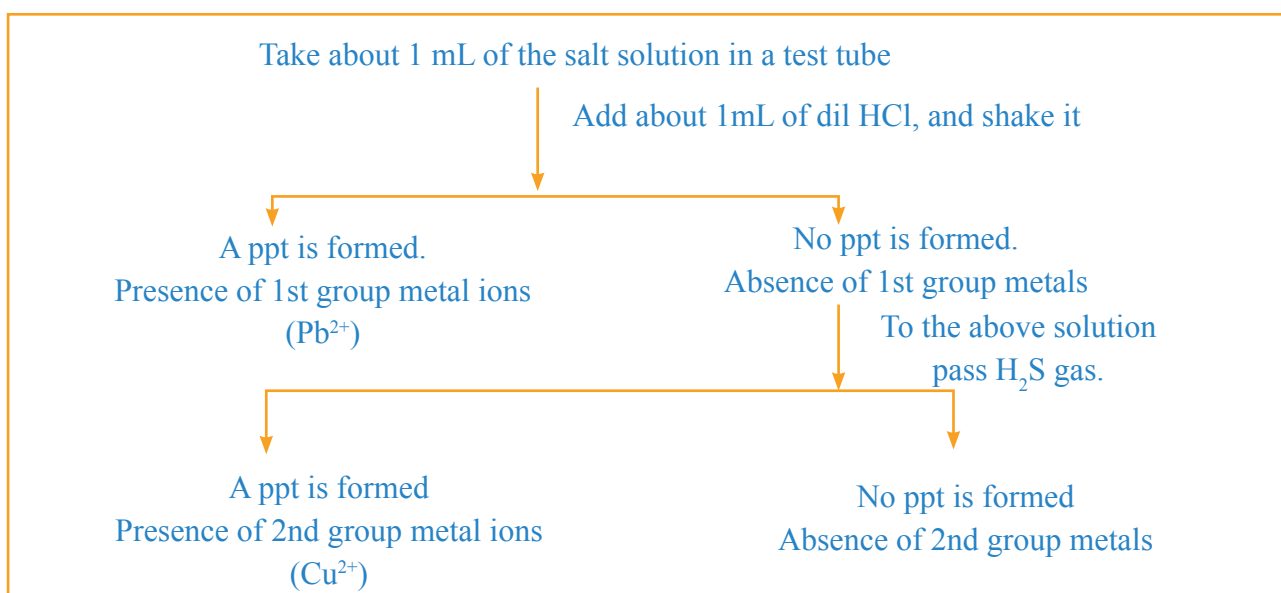 Take about 1 mL of the salt solution in a test tube
Add about 1mL of dil HCl, and shake it
A ppt is formed.
Presence of 1st group metal ions
(Pb²⁺)
No ppt is formed.
Absence of 1st group metals
To the above solution
pass H₂S gas.
A ppt is formed
Presence of 2nd group metal ions
(Cu²⁺)
No ppt is formed
Absence of 2nd group metals